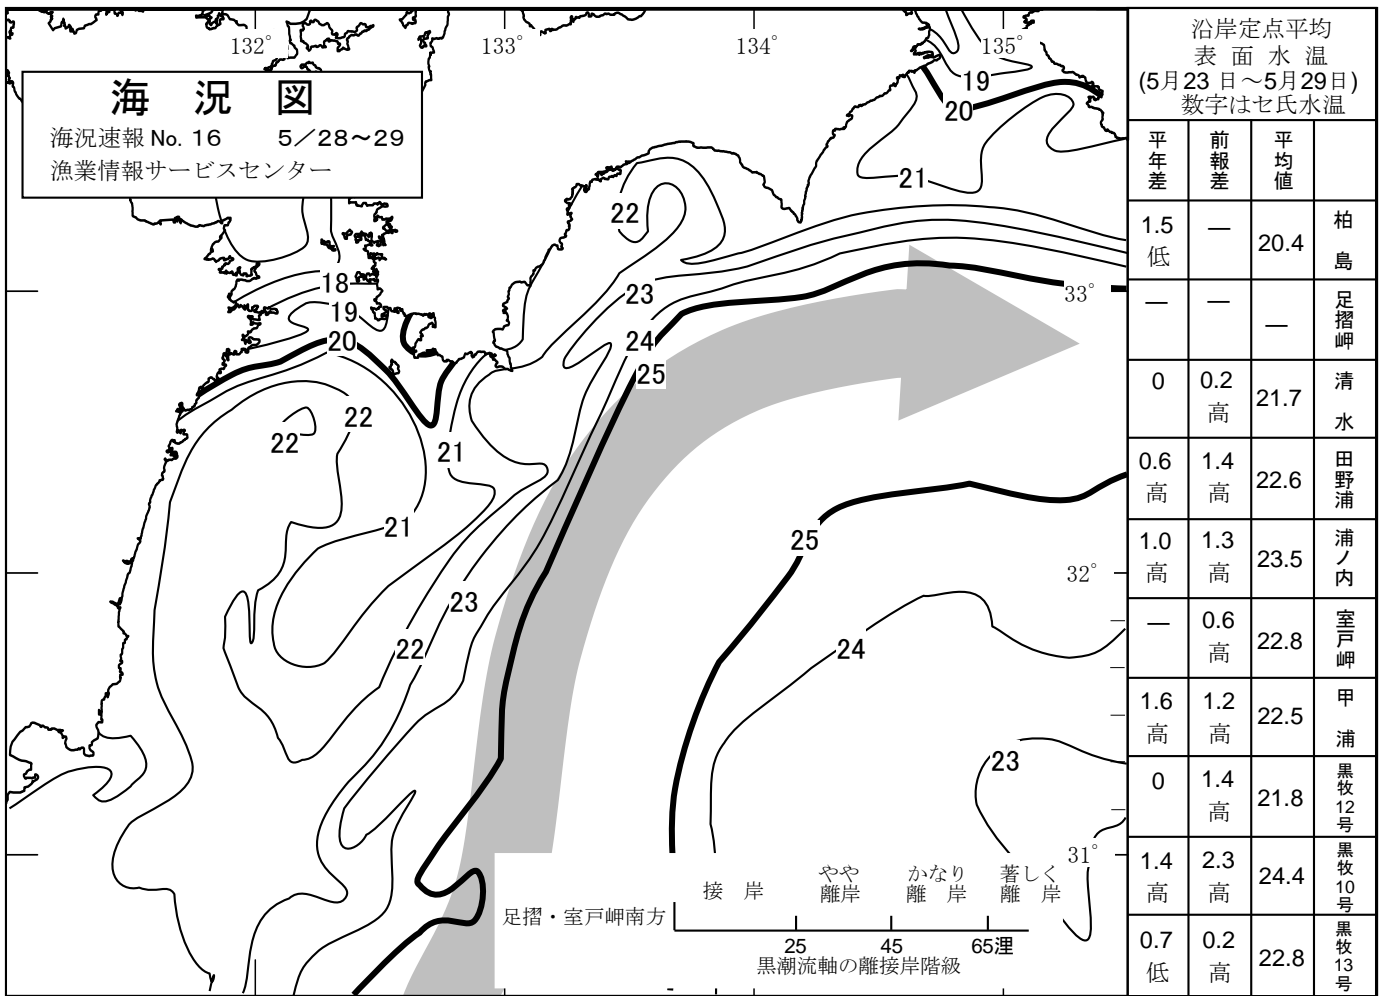 海況図
海況速報 No. 16　5／28～29
漁業情報サービスセンター
132°
133°
134°
135°
33°
32°
31°
19
20
21
22
18
19
20
23
24
25
22
22
21
21
23
22
25
24
23
接岸
やや離岸
かなり離岸
著しく離岸
足摺・室戸岬南方
25 45 65浬
黒潮流軸の離接岸階級
沿岸定点平均
表面水温
(5月23日～5月29日)
数字はセ氏水温
平年差 前報差 平均値
1.5低 — 20.4 柏島
— — — 足摺岬
0 0.2高 21.7 清水
0.6高 1.4高 22.6 田野浦
1.0高 1.3高 23.5 浦ノ内
— 0.6高 22.8 室戸岬
1.6高 1.2高 22.5 甲浦
0 1.4高 21.8 黒牧12号
1.4高 2.3高 24.4 黒牧10号
0.7低 0.2高 22.8 黒牧13号